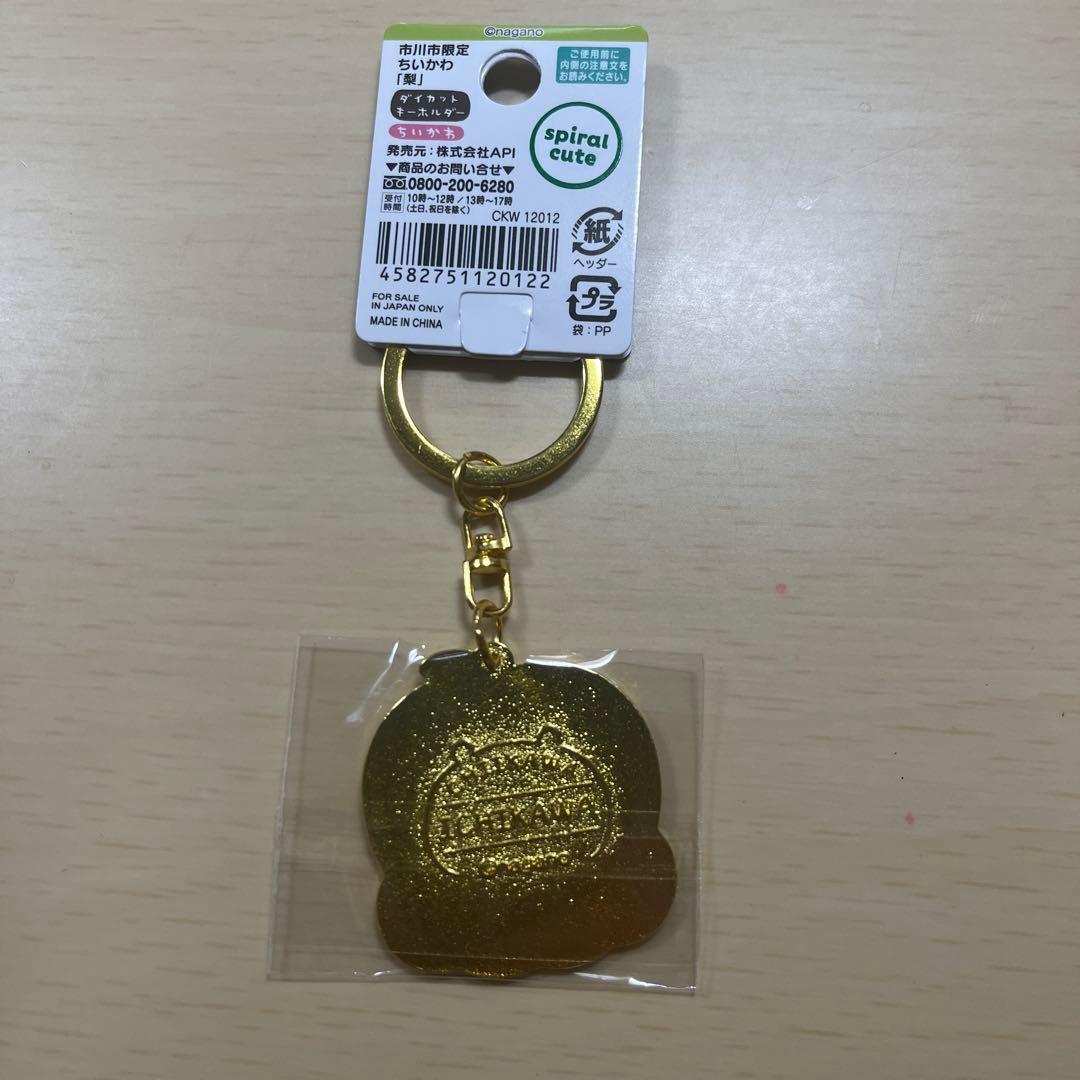 ©nagano
市川市限定
ちいかわ
「梨」
ダイカット
キーホルダー
ちいかわ
発売元：株式会社API
▼商品のお問い合せ▼
0800-200-6280
受付時間 10時～12時／13時～17時
（土日、祝日を除く）
CKW 12012
4582751120122
FOR SALE
IN JAPAN ONLY
MADE IN CHINA
ご使用前に
内側の注意文を
お読みください。
spiral
cute
紙
ヘッダー
プラ
袋：PP
CHIIKAWA
ICHIKAWA
©nagano